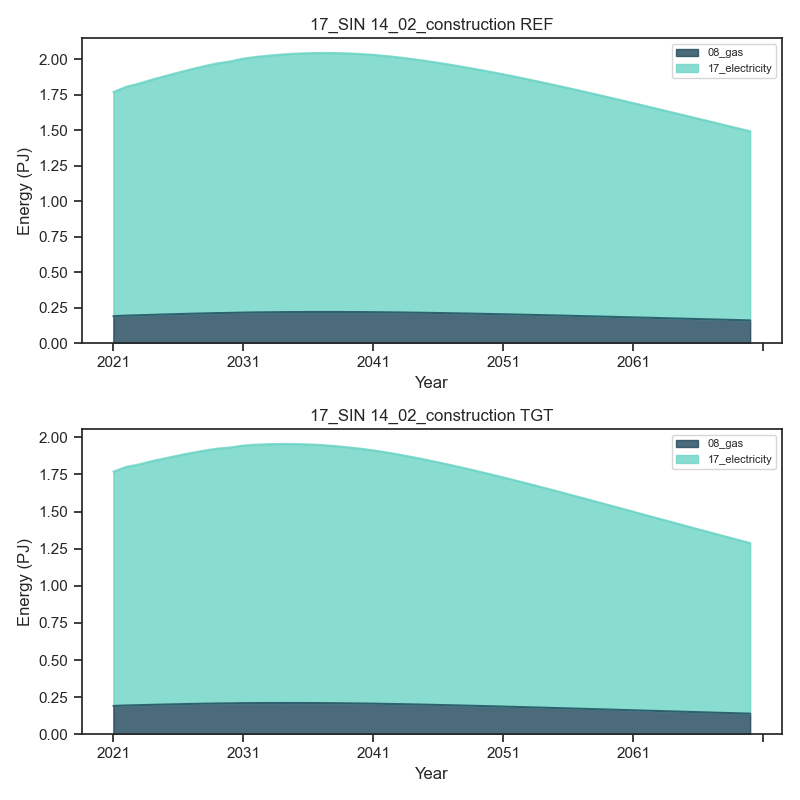 17_SIN 14_02_construction REF
08_gas
17_electricity
2.00
1.75
1.50
1.25
1.00
0.75
0.50
0.25
0.00
Energy (PJ)
2021 2031 2041 2051 2061
Year
17_SIN 14_02_construction TGT
08_gas
17_electricity
2.00
1.75
1.50
1.25
1.00
0.75
0.50
0.25
0.00
Energy (PJ)
2021 2031 2041 2051 2061
Year